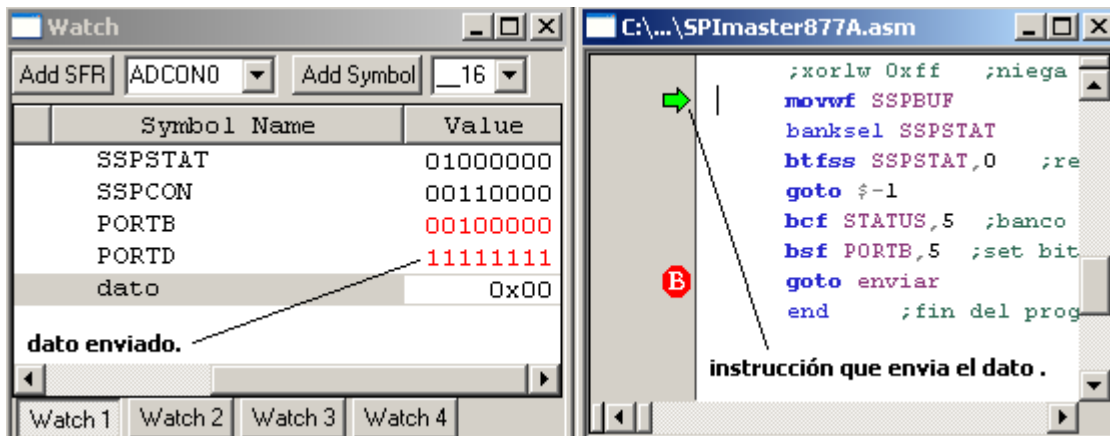 Watch
Add SFR ADCON0 Add Symbol __16
Symbol Name Value
SSPSTAT 01000000
SSPCON 00110000
PORTB 00100000
PORTD 11111111
dato 0x00
dato enviado.
Watch 1 Watch 2 Watch 3 Watch 4
C:\...\SPImaster877A.asm
;xorlw 0xff ;niega
movwf SSPBUF
banksel SSPSTAT
btfss SSPSTAT,0 ;re
goto $-1
bcf STATUS,5 ;banco
bsf PORTB,5 ;set bit
B goto enviar
end ;fin del prog
instrucción que envia el dato .